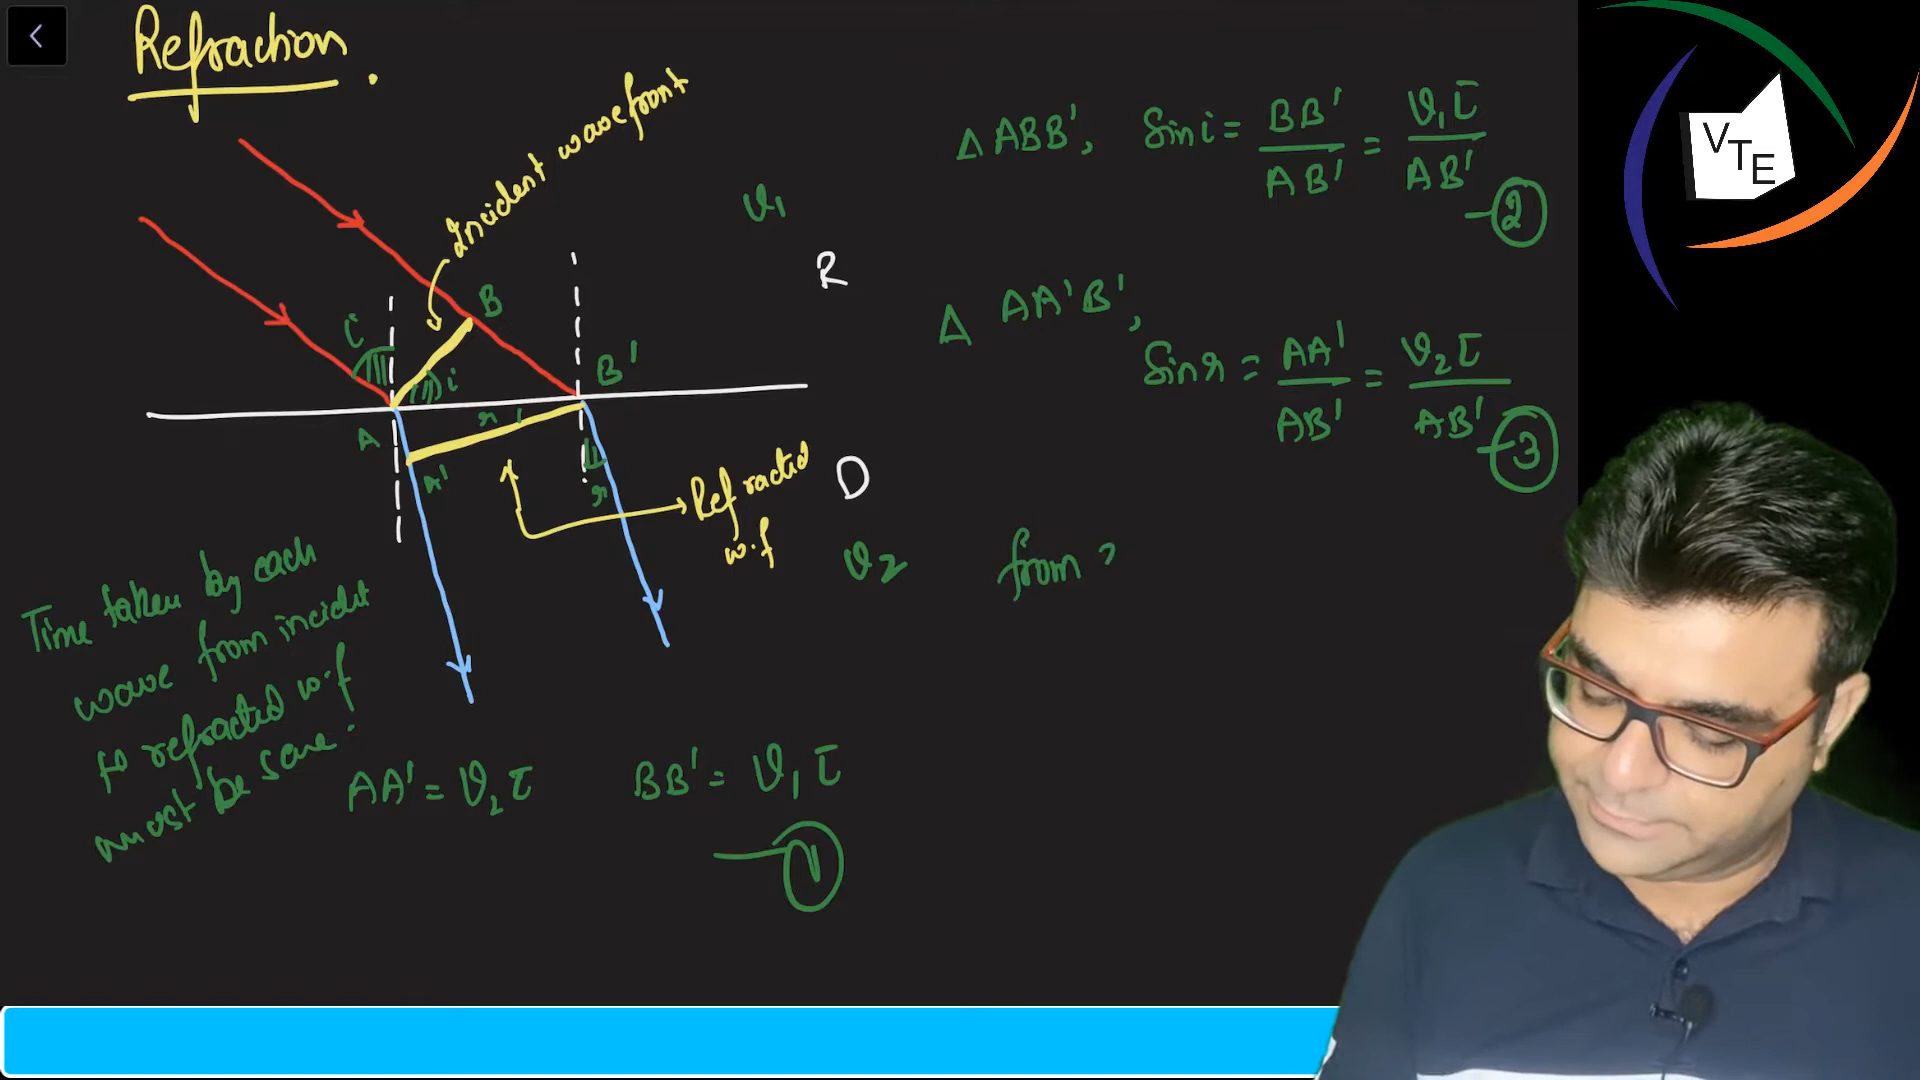 Refraction.
Incident wavefront
i
B
i
B'
r
A
A'
r
v₁
R
D
v₂
Refracted
w.f
Time taken by each
wave from incident
to refracted w.f
must be same.
AA' = v₂τ
BB' = v₁τ
①
Δ ABB', Sin i = BB' / AB' = v₁τ / AB'
— ②
Δ AA'B',
Sin r = AA' / AB' = v₂τ / AB'
— ③
from
VTE